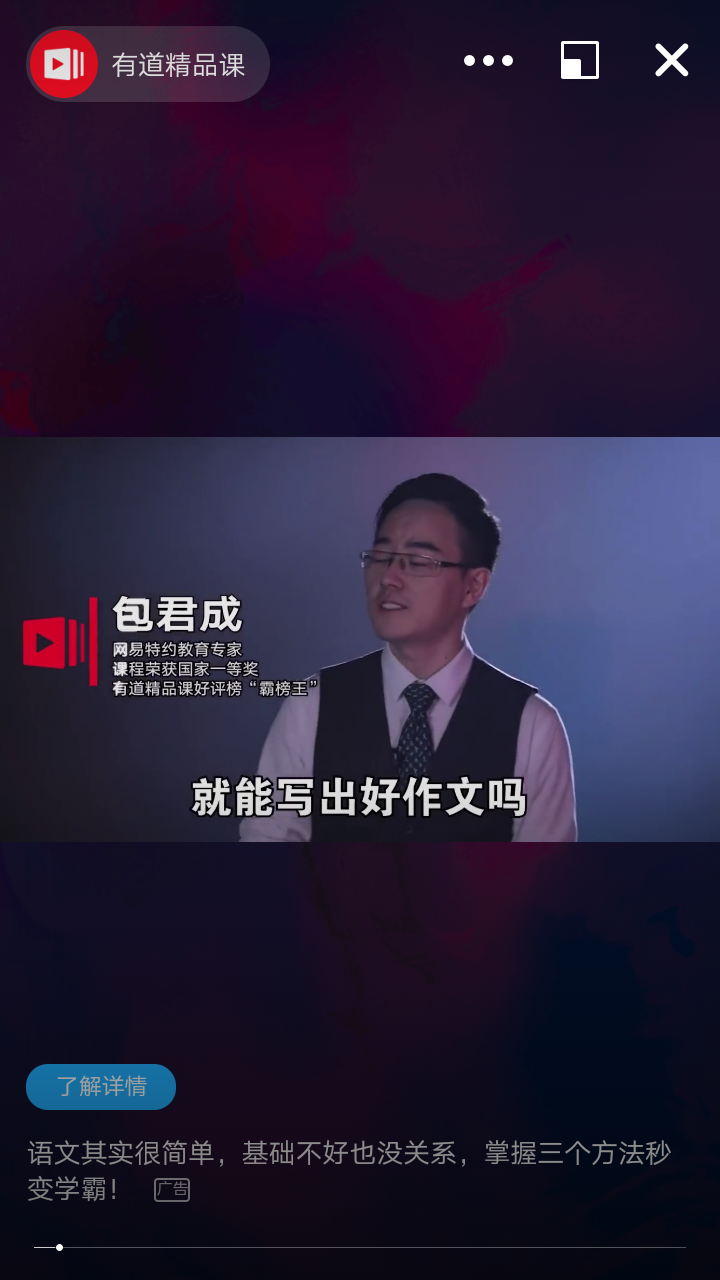 有道精品课
包君成
网易特约教育专家
课程荣获国家一等奖
有道精品课好评榜“霸榜王”
就能写出好作文吗
了解详情
语文其实很简单，基础不好也没关系，掌握三个方法秒
变学霸！ 广告